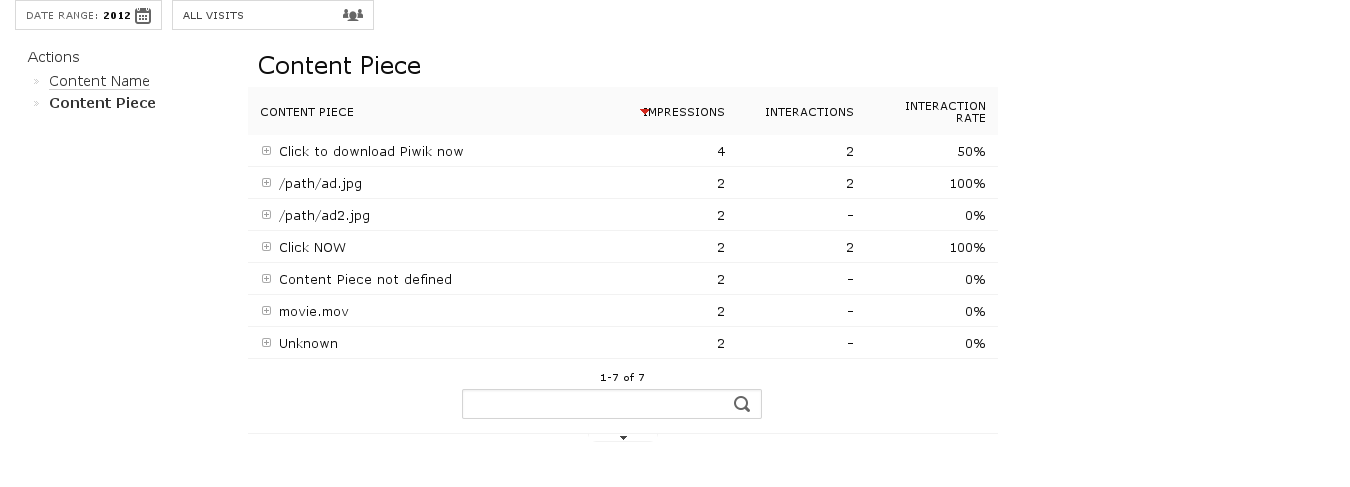 DATE RANGE: 2012 ALL VISITS
Actions
Content Name
Content Piece
Content Piece
CONTENT PIECE IMPRESSIONS INTERACTIONS INTERACTION RATE
Click to download Piwik now 4 2 50%
/path/ad.jpg 2 2 100%
/path/ad2.jpg 2 - 0%
Click NOW 2 2 100%
Content Piece not defined 2 - 0%
movie.mov 2 - 0%
Unknown 2 - 0%
1-7 of 7